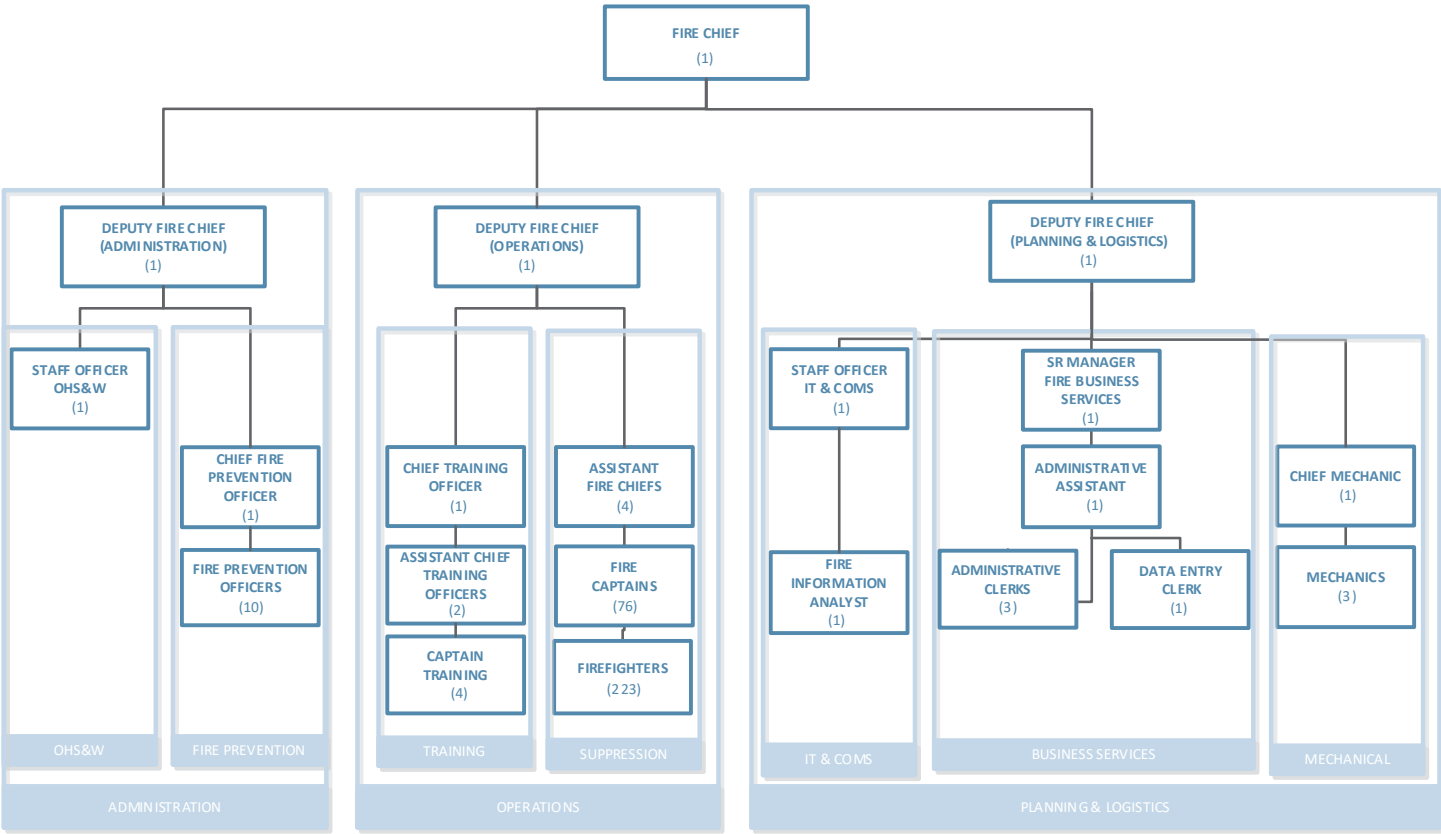 FIRE CHIEF
(1)
DEPUTY FIRE CHIEF
(ADMINISTRATION)
(1)
STAFF OFFICER
OHS&W
(1)
CHIEF FIRE
PREVENTION
OFFICER
(1)
FIRE PREVENTION
OFFICERS
(10)
OHS&W
FIRE PREVENTION
ADMINISTRATION
DEPUTY FIRE CHIEF
(OPERATIONS)
(1)
CHIEF TRAINING
OFFICER
(1)
ASSISTANT CHIEF
TRAINING
OFFICERS
(2)
CAPTAIN
TRAINING
(4)
ASSISTANT
FIRE CHIEFS
(4)
FIRE
CAPTAINS
(76)
FIREFIGHTERS
(223)
TRAINING
SUPPRESSION
OPERATIONS
DEPUTY FIRE CHIEF
(PLANNING & LOGISTICS)
(1)
STAFF OFFICER
IT & COMS
(1)
FIRE
INFORMATION
ANALYST
(1)
SR MANAGER
FIRE BUSINESS
SERVICES
(1)
ADMINISTRATIVE
ASSISTANT
(1)
ADMINISTRATIVE
CLERKS
(3)
DATA ENTRY
CLERK
(1)
CHIEF MECHANIC
(1)
MECHANICS
(3)
IT & COMS
BUSINESS SERVICES
MECHANICAL
PLANNING & LOGISTICS